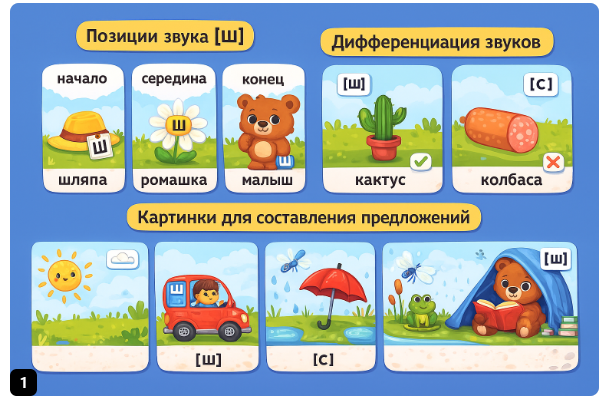 Позиции звука [Ш]
Дифференциация звуков
начало
середина
конец
[Ш]
[С]
Ш
Ш
Ш
шляпа
ромашка
малыш
кактус
колбаса
Картинки для составления предложений
[Ш]
Ш
[Ш]
[С]
1